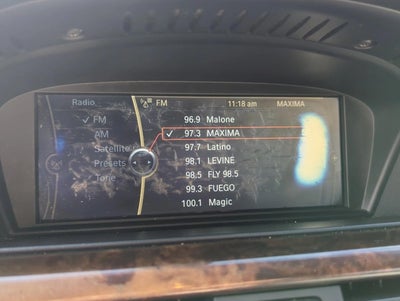 Radio FM 11:18 am MAXIMA
✓ FM
AM
Satellite
Presets
Tone
96.9 Malone
✓ 97.3 MAXIMA
97.7 Latino
98.1 LEVINE
98.5 FLY 98.5
99.3 FUEGO
100.1 Magic